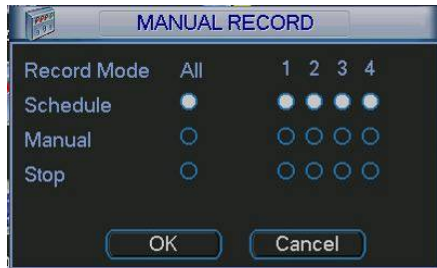 MANUAL RECORD
Record Mode All 1 2 3 4
Schedule
Manual
Stop
OK Cancel